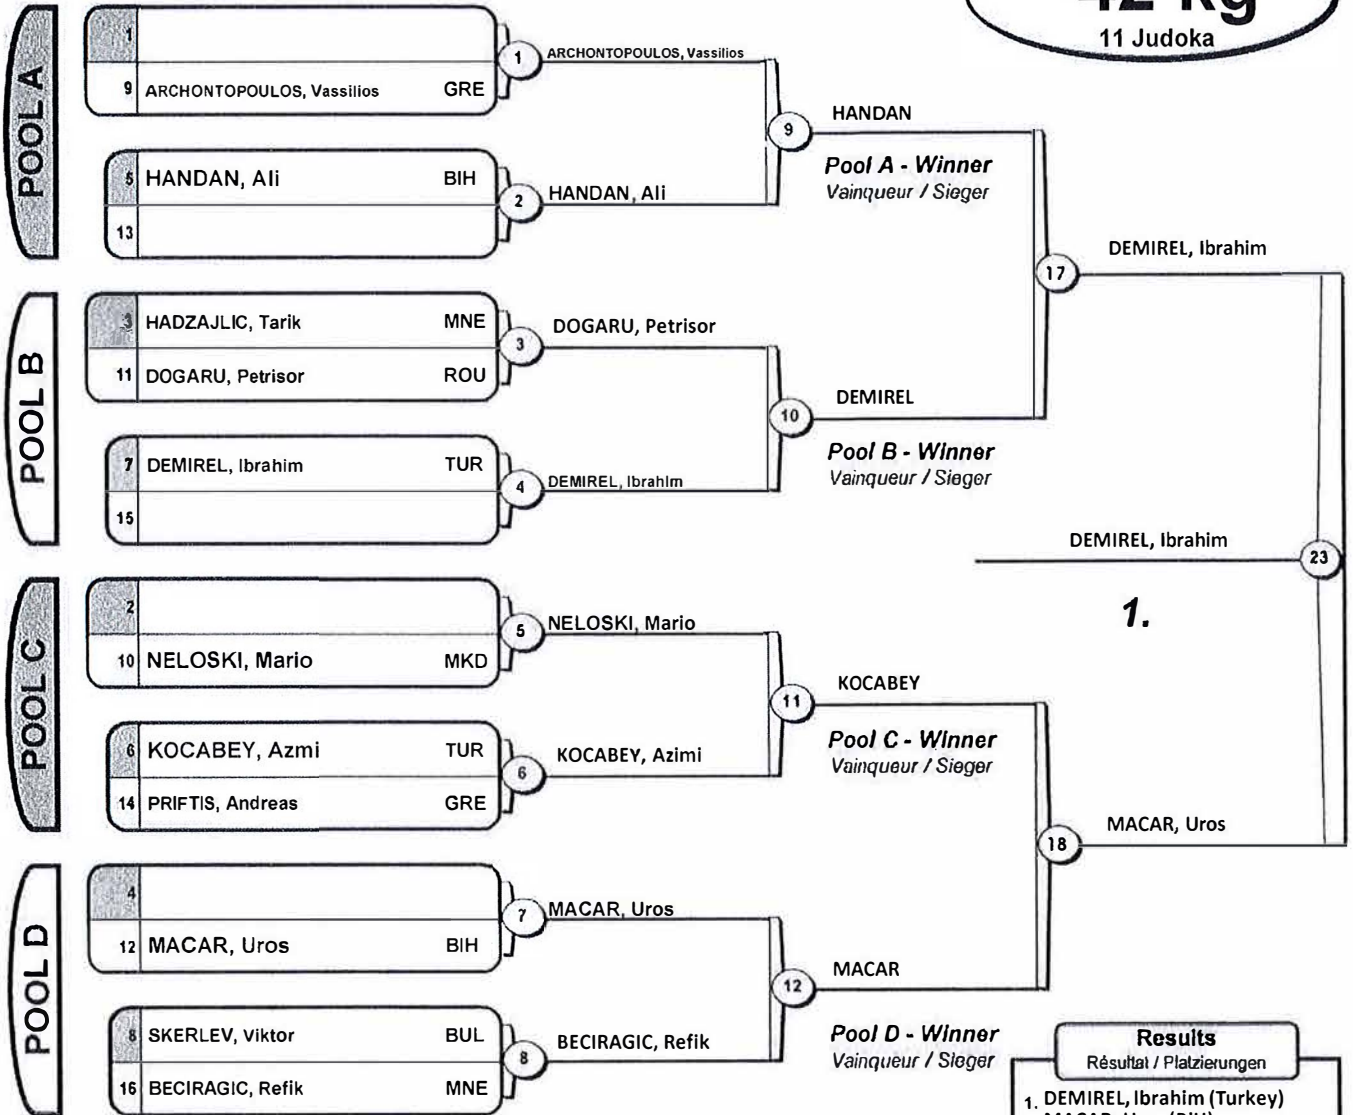 42 kg
11 Judoka
POOL A
1
9 ARCHONTOPOULOS, Vassilios GRE
1 ARCHONTOPOULOS, Vassilios
5 HANDAN, Ali BIH
13
2 HANDAN, Ali
9 HANDAN
Pool A - Winner
Vainqueur / Sieger
POOL B
3 HADZAJLIC, Tarik MNE
11 DOGARU, Petrisor ROU
3 DOGARU, Petrisor
7 DEMIREL, Ibrahim TUR
15
4 DEMIREL, Ibrahim
10 DEMIREL
Pool B - Winner
Vainqueur / Sieger
17 DEMIREL, Ibrahim
DEMIREL, Ibrahim 23
1.
POOL C
2
10 NELOSKI, Mario MKD
5 NELOSKI, Mario
6 KOCABEY, Azmi TUR
14 PRIFTIS, Andreas GRE
6 KOCABEY, Azimi
11 KOCABEY
Pool C - Winner
Vainqueur / Sieger
POOL D
4
12 MACAR, Uros BIH
7 MACAR, Uros
8 SKERLEV, Viktor BUL
16 BECIRAGIC, Refik MNE
8 BECIRAGIC, Refik
12 MACAR
Pool D - Winner
Vainqueur / Sieger
18 MACAR, Uros
Results
Résultat / Platzierungen
1. DEMIREL, Ibrahim (Turkey)